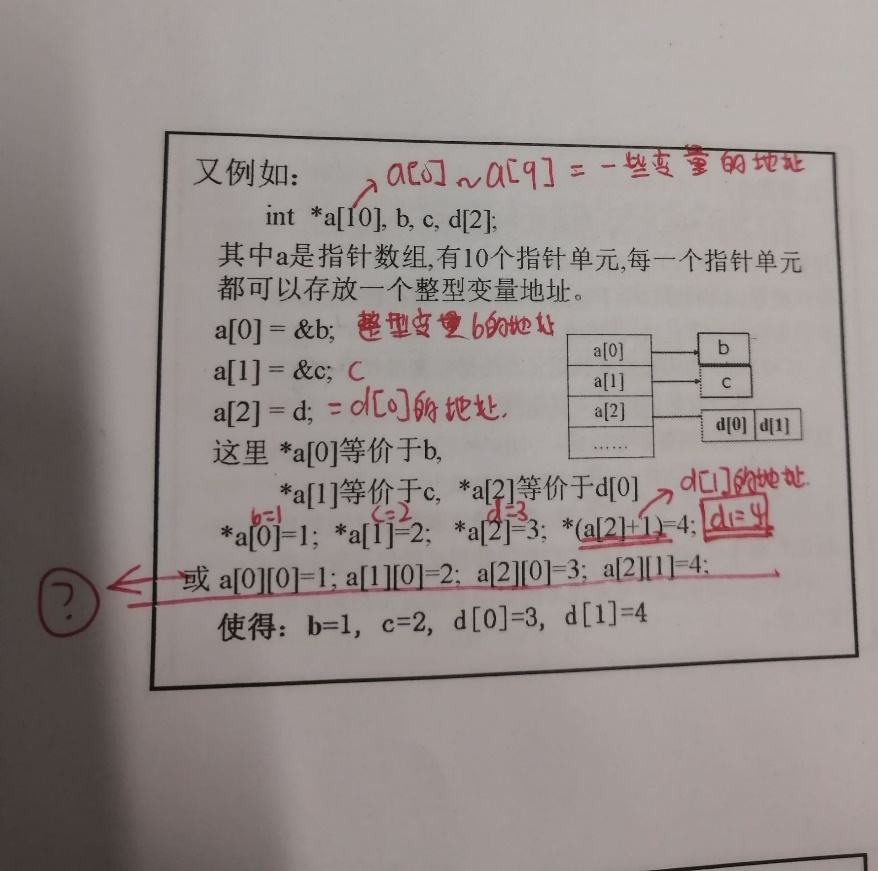 又例如： a[0]~a[9] = 一些变量的地址
int *a[10], b, c, d[2];
其中a是指针数组,有10个指针单元,每一个指针单元
都可以存放一个整型变量地址。
a[0] = &b; 整型变量b的地址
a[1] = &c; C
a[2] = d; = d[0]的地址.
a[0] b
a[1] c
a[2] d[0] d[1]
……
这里 *a[0]等价于b,
*a[1]等价于c, *a[2]等价于d[0] d[1]的地址.
b=1 c=2 d=3
*a[0]=1; *a[1]=2; *a[2]=3; *(a[2]+1)=4; d1=4
? 或 a[0][0]=1; a[1][0]=2; a[2][0]=3; a[2][1]=4;
使得：b=1, c=2, d[0]=3, d[1]=4